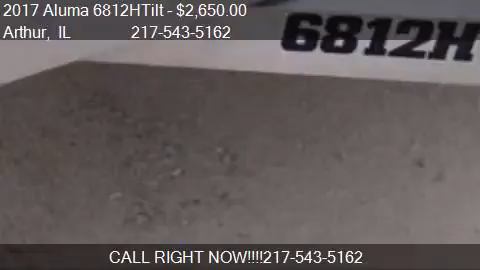 2017 Aluma 6812HTilt - $2,650.00
Arthur, IL 217-543-5162
6812H
CALL RIGHT NOW!!!!217-543-5162